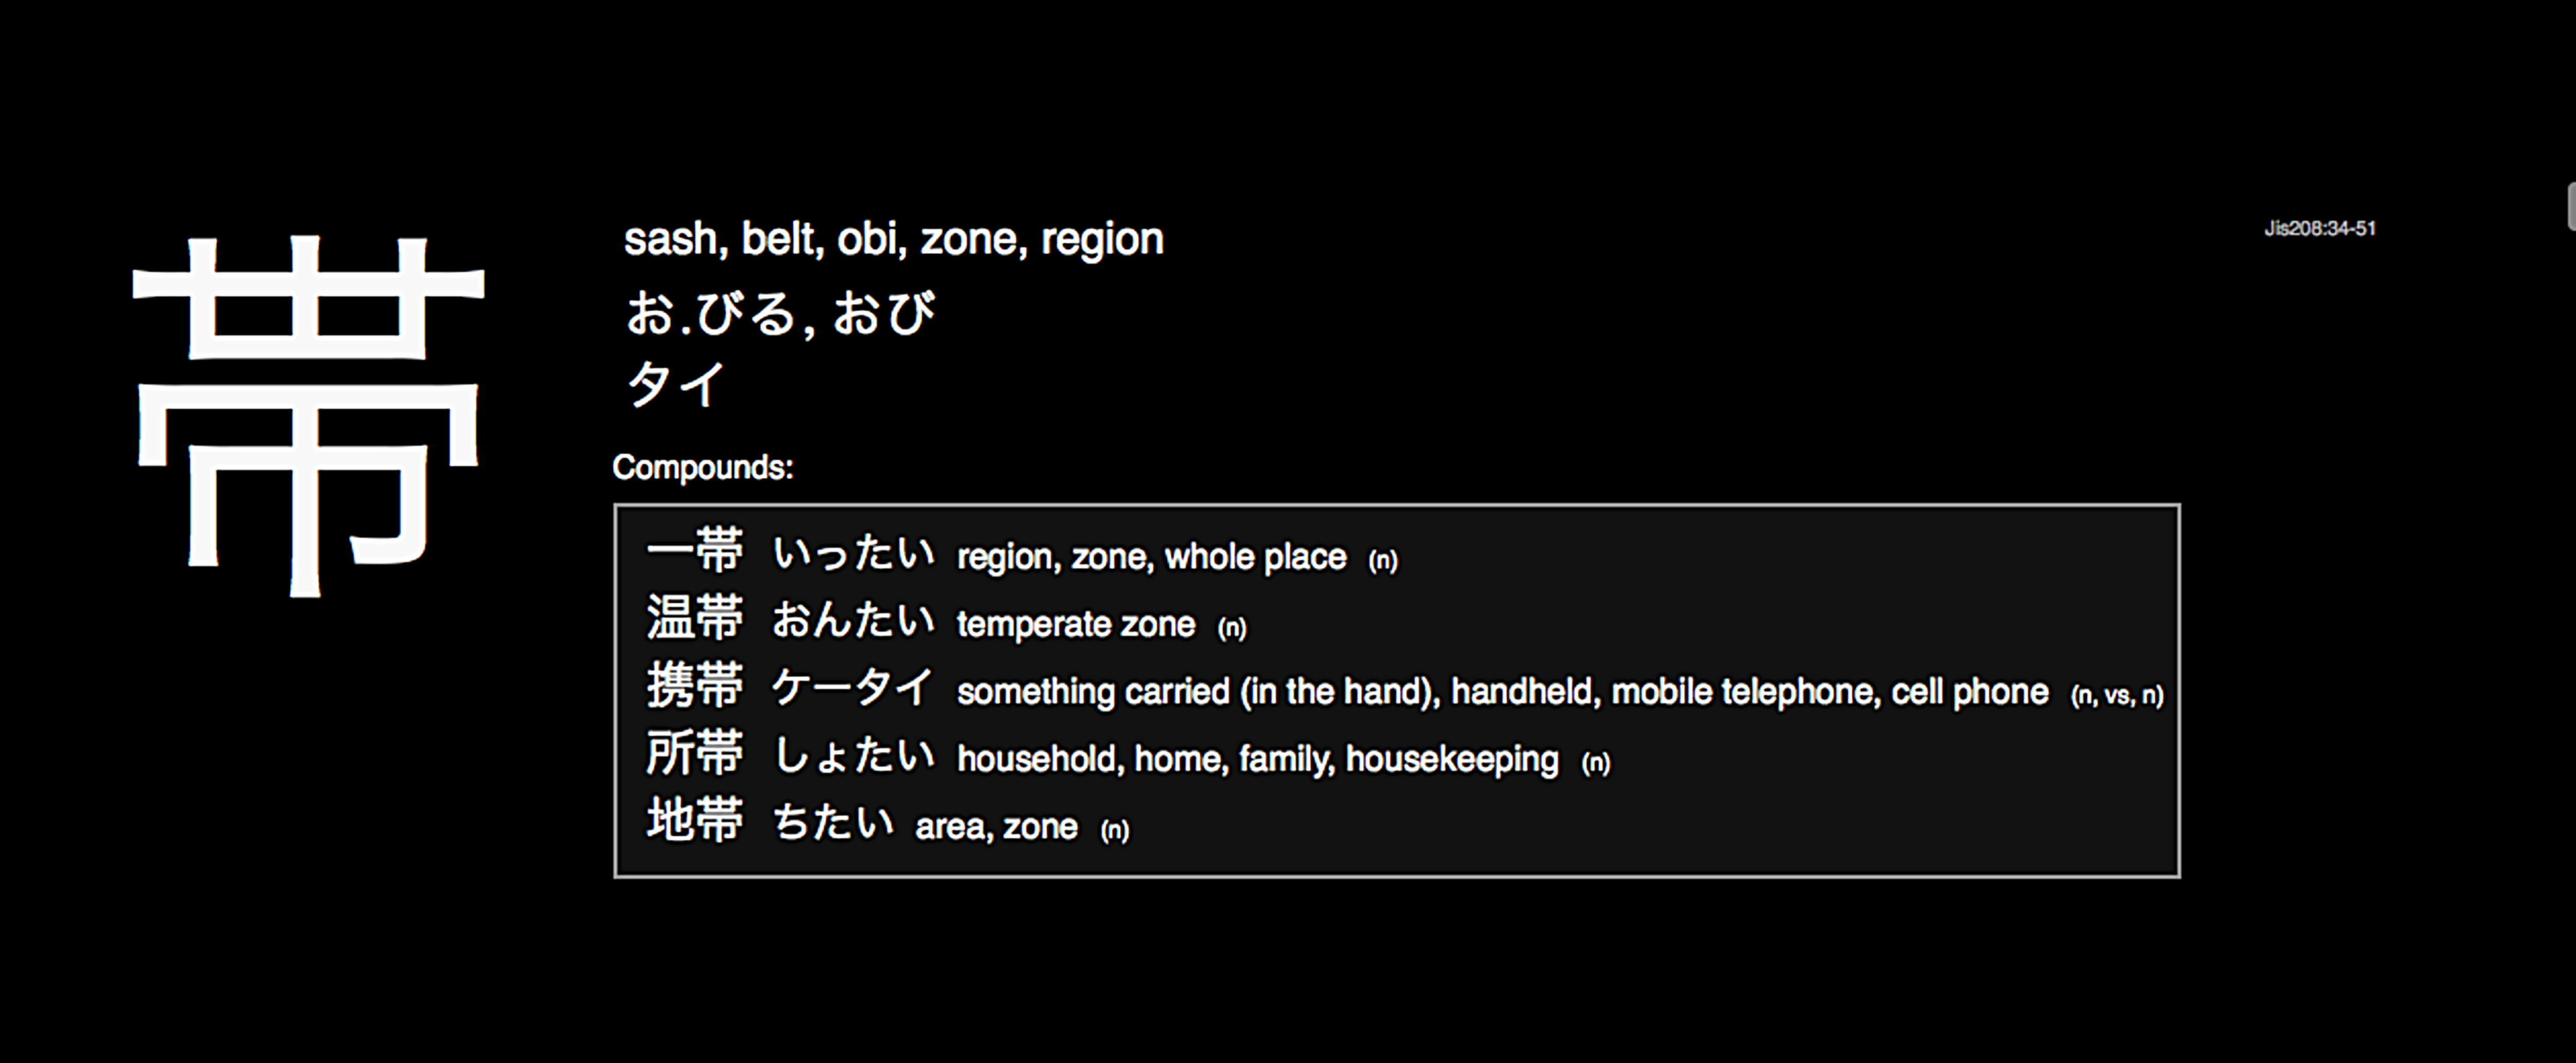 帯
sash, belt, obi, zone, region
Jis208:34-51
お.びる, おび
タイ
Compounds:
一帯 いったい region, zone, whole place (n)
温帯 おんたい temperate zone (n)
携帯 ケータイ something carried (in the hand), handheld, mobile telephone, cell phone (n, vs, n)
所帯 しょたい household, home, family, housekeeping (n)
地帯 ちたい area, zone (n)